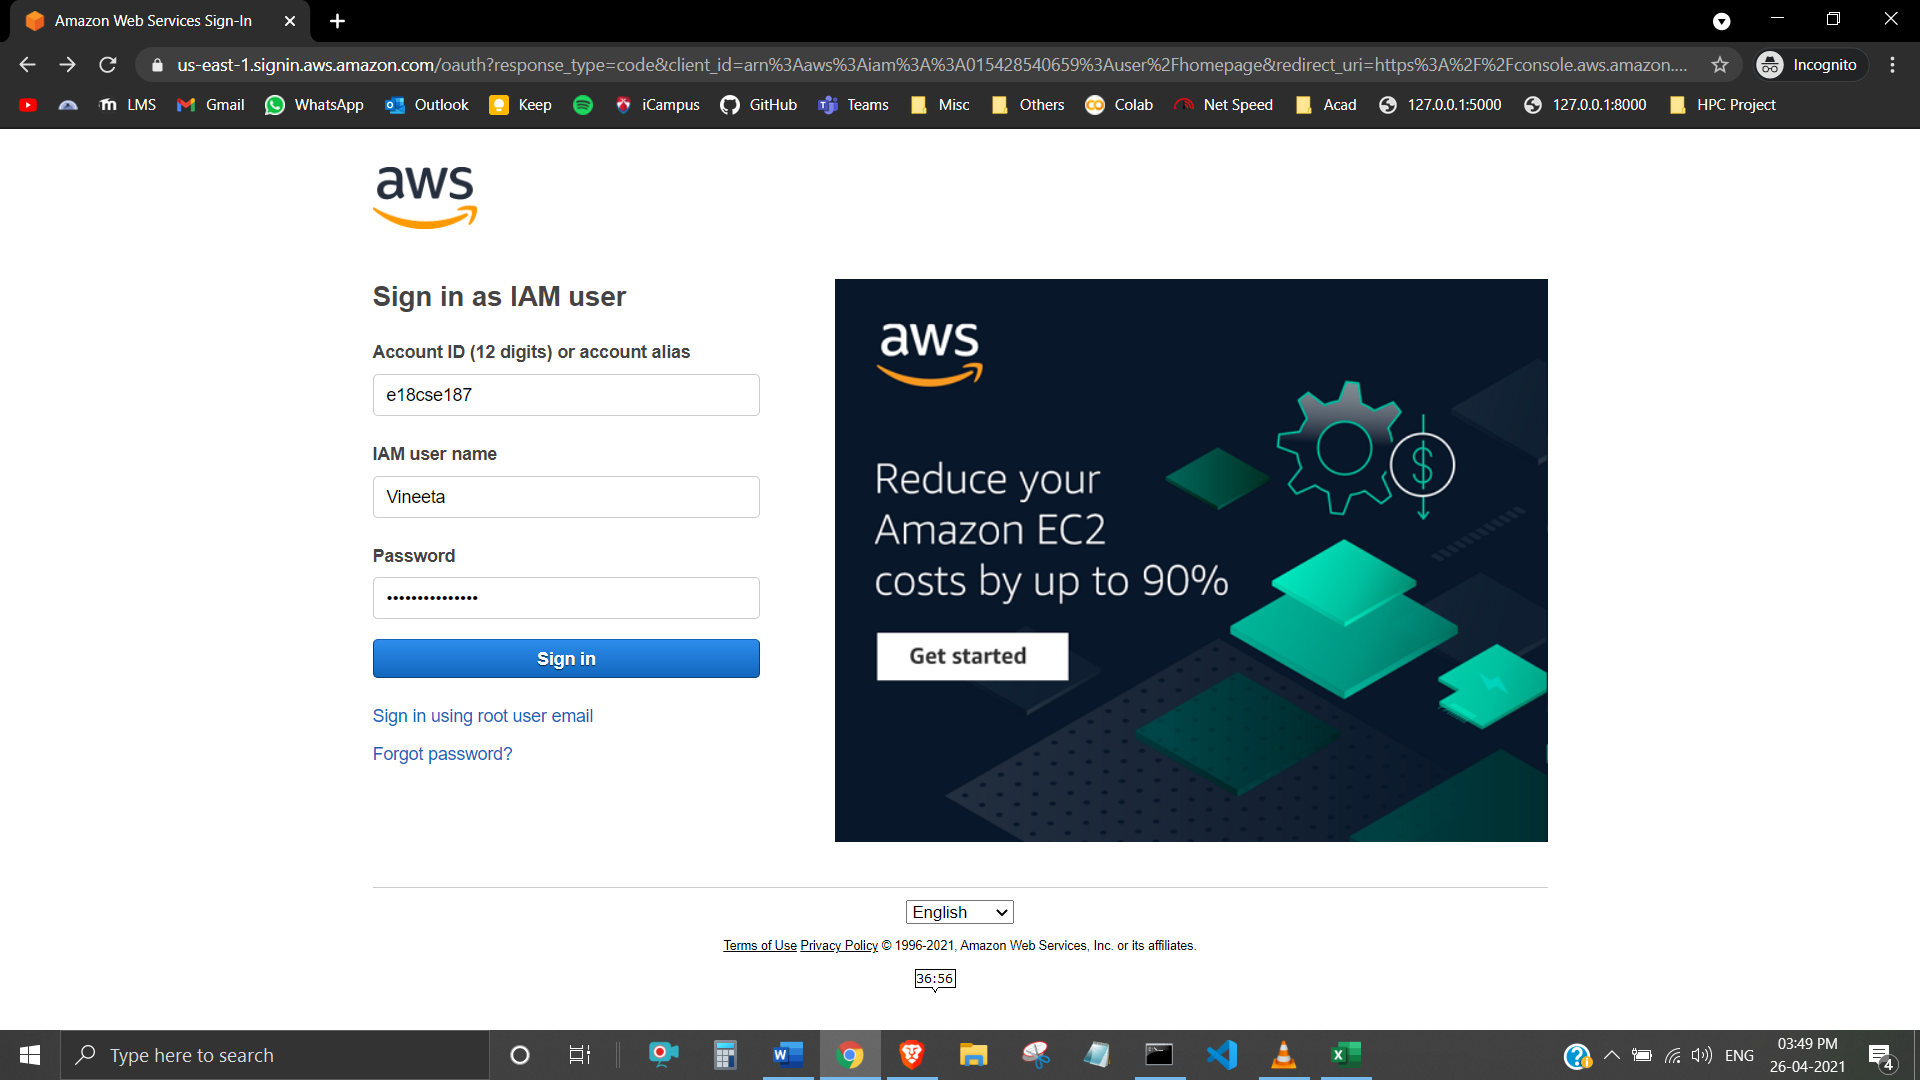 Amazon Web Services Sign-In
us-east-1.signin.aws.amazon.com/oauth?response_type=code&client_id=arn%3Aaws%3Aiam%3A%3A015428540659%3Auser%2Fhomepage&redirect_uri=https%3A%2F%2Fconsole.aws.amazon....
Incognito
LMS Gmail WhatsApp Outlook Keep iCampus GitHub Teams Misc Others Colab Net Speed Acad 127.0.0.1:5000 127.0.0.1:8000 HPC Project
aws
Sign in as IAM user
Account ID (12 digits) or account alias
e18cse187
IAM user name
Vineeta
Password
•••••••••••••••
Sign in
Sign in using root user email
Forgot password?
aws
Reduce your
Amazon EC2
costs by up to 90%
Get started
English
Terms of Use Privacy Policy © 1996-2021, Amazon Web Services, Inc. or its affiliates.
36:56
Type here to search
ENG
03:49 PM
26-04-2021
4